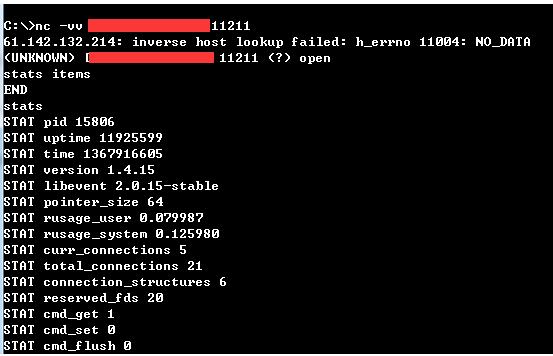 C:\>nc -vv 11211
61.142.132.214: inverse host lookup failed: h_errno 11004: NO_DATA
(UNKNOWN) [ 11211 (?) open
stats items
END
stats
STAT pid 15806
STAT uptime 11925599
STAT time 1367916605
STAT version 1.4.15
STAT libevent 2.0.15-stable
STAT pointer_size 64
STAT rusage_user 0.079987
STAT rusage_system 0.125980
STAT curr_connections 5
STAT total_connections 21
STAT connection_structures 6
STAT reserved_fds 20
STAT cmd_get 1
STAT cmd_set 0
STAT cmd_flush 0